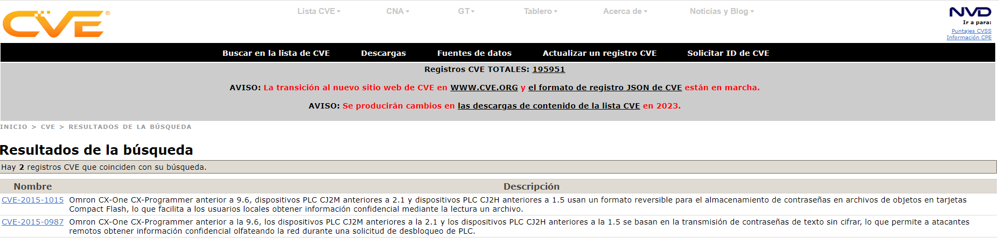 CVE®
Lista CVE CNA GT Tablero Acerca de Noticias y Blog
NVD
Ir a para:
Puntajes CVSS
Información CPE
Buscar en la lista de CVE Descargas Fuentes de datos Actualizar un registro CVE Solicitar ID de CVE
Registros CVE TOTALES: 195951
AVISO: La transición al nuevo sitio web de CVE en WWW.CVE.ORG y el formato de registro JSON de CVE están en marcha.
AVISO: Se producirán cambios en las descargas de contenido de la lista CVE en 2023.
INICIO > CVE > RESULTADOS DE LA BÚSQUEDA
Resultados de la búsqueda
Hay 2 registros CVE que coinciden con su búsqueda.
Nombre Descripción
CVE-2015-1015 Omron CX-One CX-Programmer anterior a 9.6, dispositivos PLC CJ2M anteriores a 2.1 y dispositivos PLC CJ2H anteriores a 1.5 usan un formato reversible para el almacenamiento de contraseñas en archivos de objetos en tarjetas
Compact Flash, lo que facilita a los usuarios locales obtener información confidencial mediante la lectura un archivo.
CVE-2015-0987 Omron CX-One CX-Programmer anterior a la 9.6, los dispositivos PLC CJ2M anteriores a la 2.1 y los dispositivos PLC CJ2H anteriores a la 1.5 se basan en la transmisión de contraseñas de texto sin cifrar, lo que permite a atacantes
remotos obtener información confidencial olfateando la red durante una solicitud de desbloqueo de PLC.